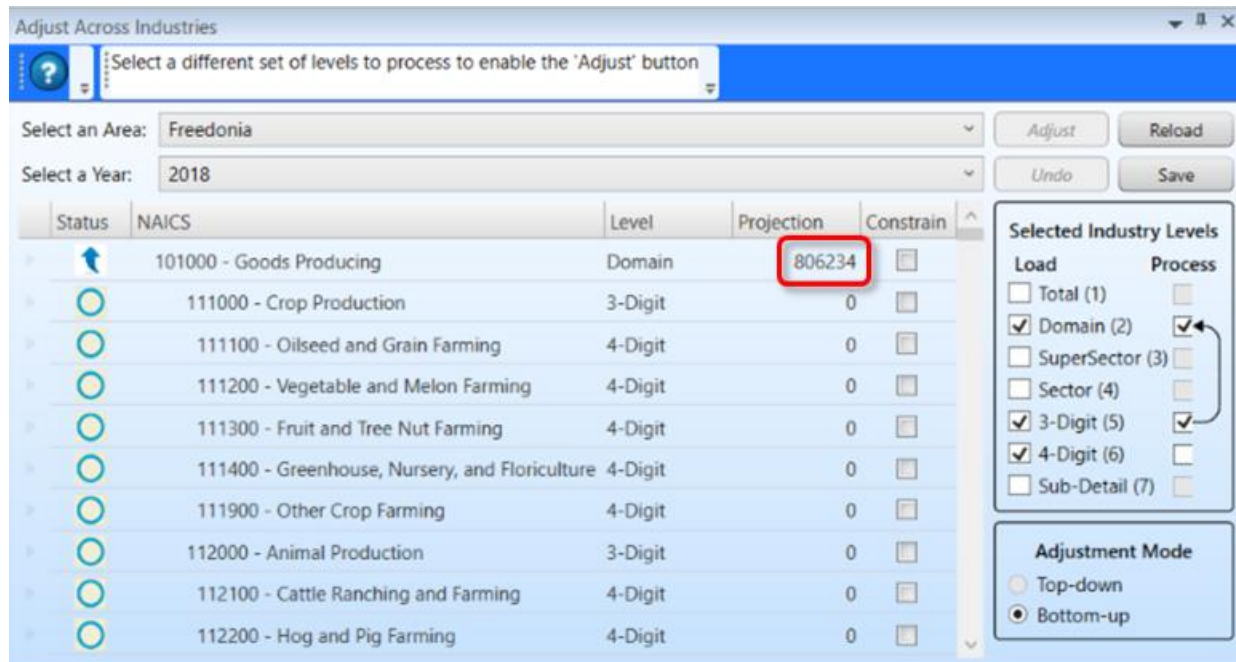 Adjust Across Industries
Select a different set of levels to process to enable the 'Adjust' button
Select an Area: Freedonia Adjust Reload
Select a Year: 2018 Undo Save
Status NAICS Level Projection Constrain
101000 - Goods Producing Domain 806234
111000 - Crop Production 3-Digit 0
111100 - Oilseed and Grain Farming 4-Digit 0
111200 - Vegetable and Melon Farming 4-Digit 0
111300 - Fruit and Tree Nut Farming 4-Digit 0
111400 - Greenhouse, Nursery, and Floriculture 4-Digit 0
111900 - Other Crop Farming 4-Digit 0
112000 - Animal Production 3-Digit 0
112100 - Cattle Ranching and Farming 4-Digit 0
112200 - Hog and Pig Farming 4-Digit 0
Selected Industry Levels
Load Process
Total (1)
Domain (2)
SuperSector (3)
Sector (4)
3-Digit (5)
4-Digit (6)
Sub-Detail (7)
Adjustment Mode
Top-down
Bottom-up